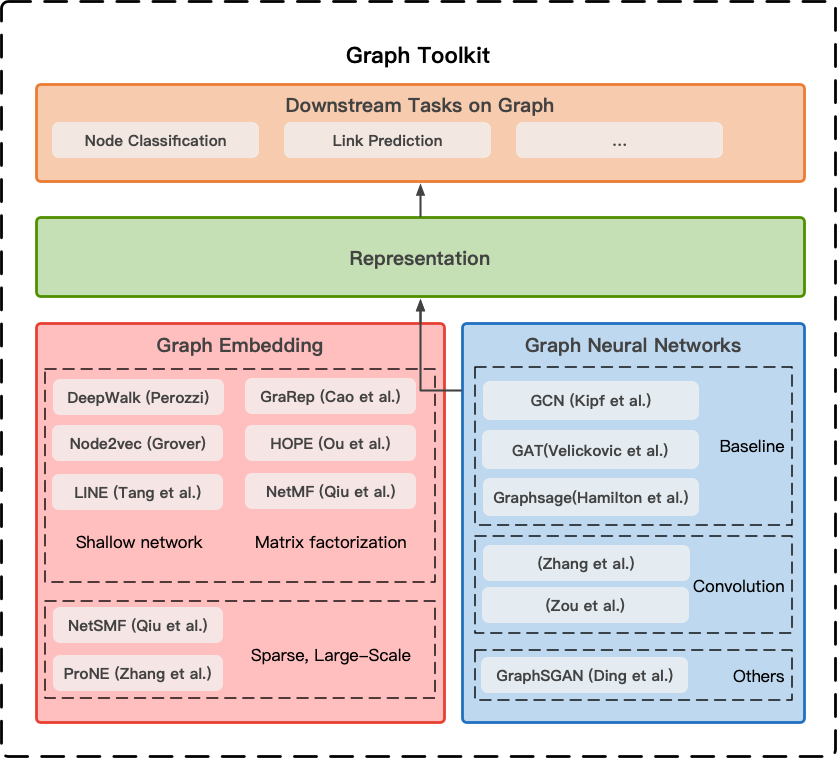 Graph Toolkit
Downstream Tasks on Graph
Node Classification
Link Prediction
...
Representation
Graph Embedding
DeepWalk (Perozzi)
GraRep (Cao et al.)
Node2vec (Grover)
HOPE (Ou et al.)
LINE (Tang et al.)
NetMF (Qiu et al.)
Shallow network
Matrix factorization
NetSMF (Qiu et al.)
ProNE (Zhang et al.)
Sparse, Large-Scale
Graph Neural Networks
GCN (Kipf et al.)
GAT(Velickovic et al.)
Graphsage(Hamilton et al.)
Baseline
(Zhang et al.)
(Zou et al.)
Convolution
GraphSGAN (Ding et al.)
Others